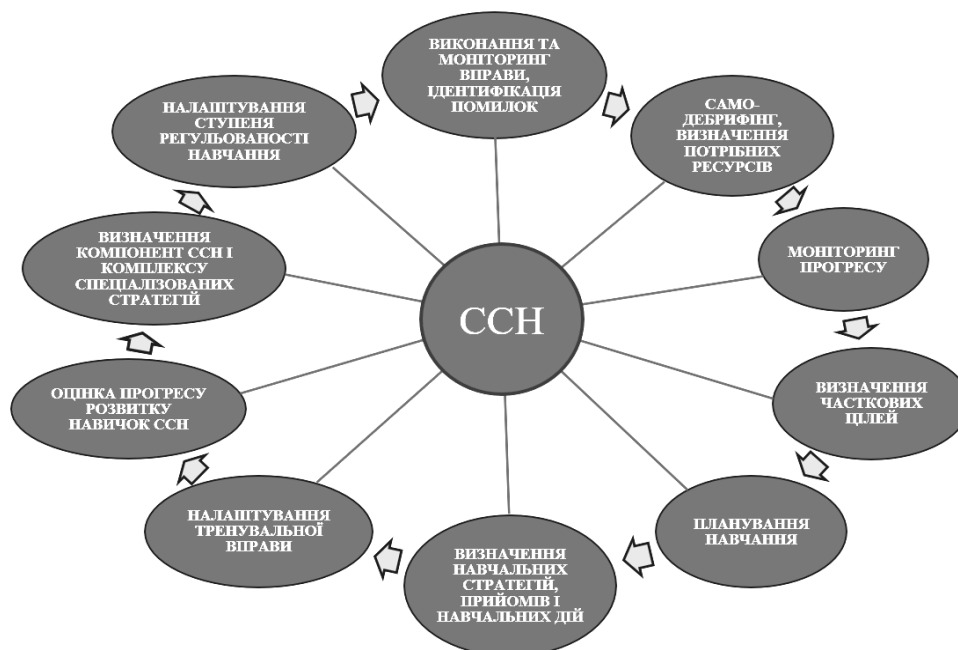 ВИКОНАННЯ ТА
МОНІТОРИНГ
ВПРАВИ,
ІДЕНТИФІКАЦІЯ
ПОМИЛОК
САМО-
ДЕБРИФІНГ,
ВИЗНАЧЕННЯ
ПОТРІБНИХ
РЕСУРСІВ
МОНІТОРИНГ
ПРОГРЕСУ
ВИЗНАЧЕННЯ
ЧАСТКОВИХ
ЦІЛЕЙ
ПЛАНУВАННЯ
НАВЧАННЯ
ВИЗНАЧЕННЯ
НАВЧАЛЬНИХ
СТРАТЕГІЙ,
ПРИЙОМІВ І
НАВЧАЛЬНИХ ДІЙ
НАЛАШТУВАННЯ
ТРЕНУВАЛЬНОЇ
ВПРАВИ
ОЦІНКА ПРОГРЕСУ
РОЗВИТКУ
НАВИЧОК ССН
ВИЗНАЧЕННЯ
КОМПОНЕНТ ССН І
КОМПЛЕКСУ
СПЕЦІАЛІЗОВАНИХ
СТРАТЕГІЙ
НАЛАШТУВАННЯ
СТУПЕНЯ
РЕГУЛЬОВАНОСТІ
НАВЧАННЯ
ССН